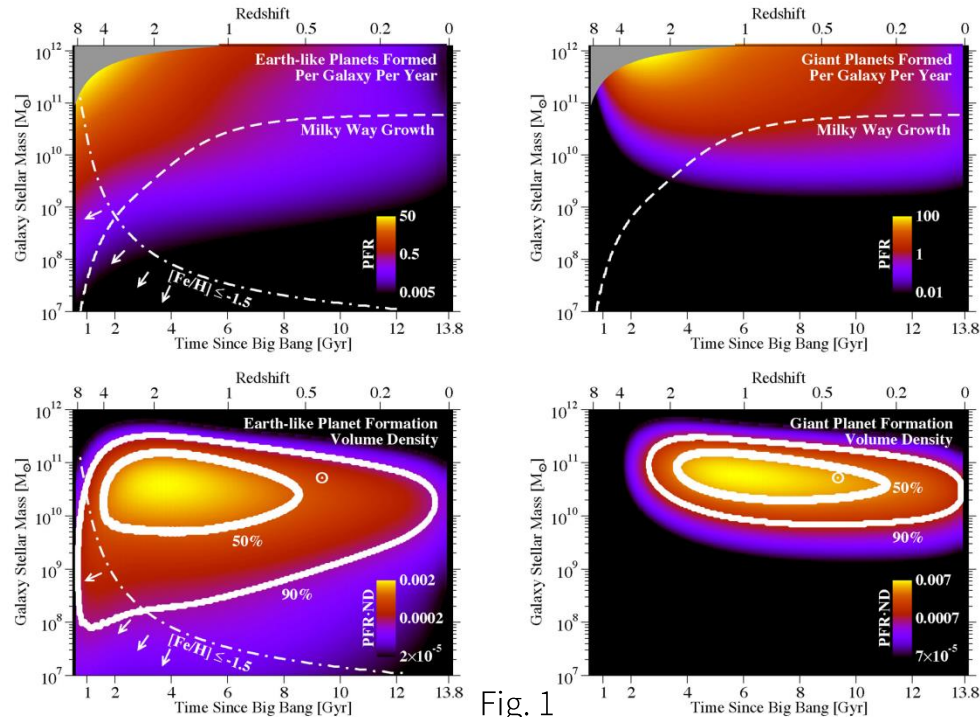 Redshift
8 4 2 1 0.5 0.2 0
Earth-like Planets Formed
Per Galaxy Per Year
Milky Way Growth
10¹²
10¹¹
10¹⁰
10⁹
10⁸
10⁷
Galaxy Stellar Mass [M☉]
[Fe/H] ≤ -1.5
PFR
50
0.5
0.005
1 2 4 6 8 10 12 13.8
Time Since Big Bang [Gyr]
Redshift
8 4 2 1 0.5 0.2 0
Giant Planets Formed
Per Galaxy Per Year
Milky Way Growth
10¹²
10¹¹
10¹⁰
10⁹
10⁸
10⁷
Galaxy Stellar Mass [M☉]
PFR
100
1
0.01
1 2 4 6 8 10 12 13.8
Time Since Big Bang [Gyr]
Redshift
8 4 2 1 0.5 0.2 0
Earth-like Planet Formation
Volume Density
10¹²
10¹¹
10¹⁰
10⁹
10⁸
10⁷
Galaxy Stellar Mass [M☉]
50%
90%
[Fe/H] ≤ -1.5
PFR·ND
0.002
0.0002
2×10⁻⁵
1 2 4 6 8 10 12 13.8
Time Since Big Bang [Gyr]
Redshift
8 4 2 1 0.5 0.2 0
Giant Planet Formation
Volume Density
10¹²
10¹¹
10¹⁰
10⁹
10⁸
10⁷
Galaxy Stellar Mass [M☉]
50%
90%
PFR·ND
0.007
0.0007
7×10⁻⁵
1 2 4 6 8 10 12 13.8
Time Since Big Bang [Gyr]
Fig. 1